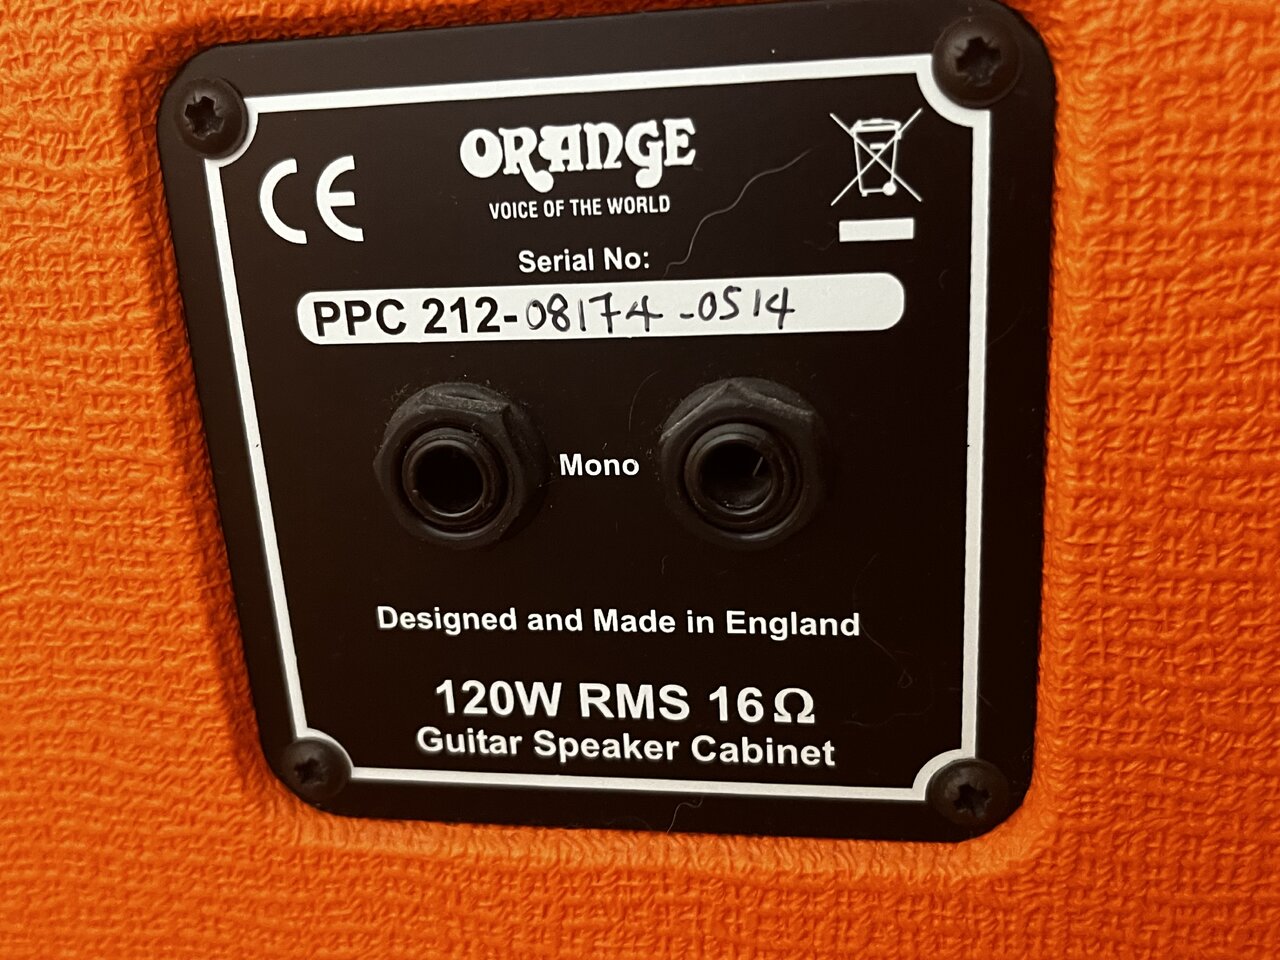 CE
ORANGE
VOICE OF THE WORLD
Serial No:
PPC 212-08174-0514
Mono
Designed and Made in England
120W RMS 16Ω
Guitar Speaker Cabinet